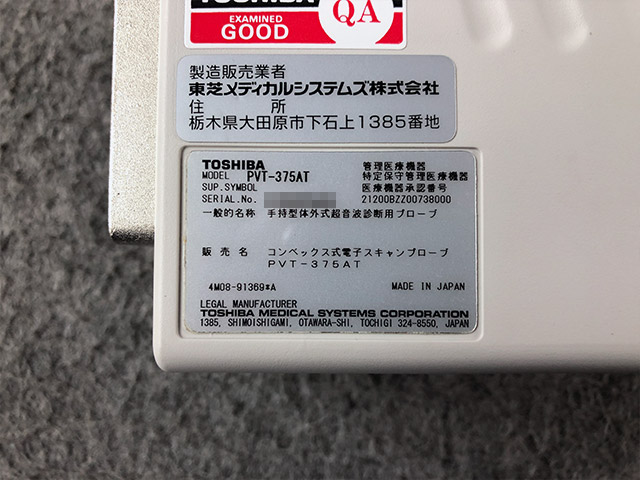 TOSHIBA
QA
EXAMINED
GOOD
製造販売業者
東芝メディカルシステムズ株式会社
住 所
栃木県大田原市下石上1385番地
TOSHIBA
管理医療機器
MODEL PVT-375AT
特定保守管理医療機器
SUP.SYMBOL
医療機器承認番号
SERIAL.No.
21200BZZ00738000
一般的名称 手持型体外式超音波診断用プローブ
販売名 コンベックス式電子スキャンプローブ
PVT-375AT
4M08-91369*A MADE IN JAPAN
LEGAL MANUFACTURER
TOSHIBA MEDICAL SYSTEMS CORPORATION
1385, SHIMOISHIGAMI, OTAWARA-SHI, TOCHIGI 324-8550, JAPAN